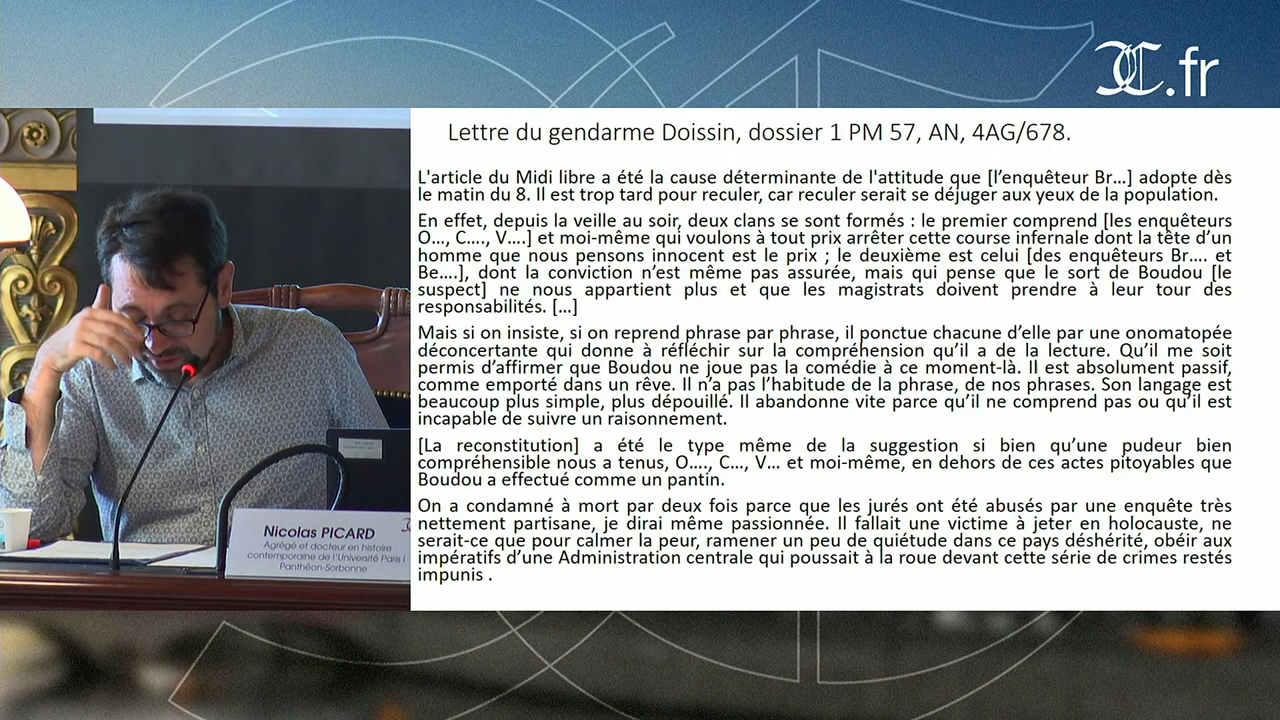 CC.fr
Lettre du gendarme Doissin, dossier 1 PM 57, AN, 4AG/678.
L'article du Midi libre a été la cause déterminante de l'attitude que [l’enquêteur Br…] adopte dès
le matin du 8. Il est trop tard pour reculer, car reculer serait se déjuger aux yeux de la population.
En effet, depuis la veille au soir, deux clans se sont formés : le premier comprend [les enquêteurs
O…, C…., V….] et moi-même qui voulons à tout prix arrêter cette course infernale dont la tête d’un
homme que nous pensons innocent est le prix ; le deuxième est celui [des enquêteurs Br…. et
Be….], dont la conviction n’est même pas assurée, mais qui pense que le sort de Boudou [le
suspect] ne nous appartient plus et que les magistrats doivent prendre à leur tour des
responsabilités. […]
Mais si on insiste, si on reprend phrase par phrase, il ponctue chacune d’elle par une onomatopée
déconcertante qui donne à réfléchir sur la compréhension qu’il a de la lecture. Qu’il me soit
permis d’affirmer que Boudou ne joue pas la comédie à ce moment-là. Il est absolument passif,
comme emporté dans un rêve. Il n’a pas l’habitude de la phrase, de nos phrases. Son langage est
beaucoup plus simple, plus dépouillé. Il abandonne vite parce qu’il ne comprend pas ou qu’il est
incapable de suivre un raisonnement.
[La reconstitution] a été le type même de la suggestion si bien qu’une pudeur bien
compréhensible nous a tenus, O…., C…, V… et moi-même, en dehors de ces actes pitoyables que
Boudou a effectué comme un pantin.
On a condamné à mort par deux fois parce que les jurés ont été abusés par une enquête très
nettement partisane, je dirai même passionnée. Il fallait une victime à jeter en holocauste, ne
serait-ce que pour calmer la peur, ramener un peu de quiétude dans ce pays déshérité, obéir aux
impératifs d’une Administration centrale qui poussait à la roue devant cette série de crimes restés
impunis .
Nicolas PICARD
Agrégé et docteur en histoire
contemporaine de l'Université Paris I
Panthéon-Sorbonne